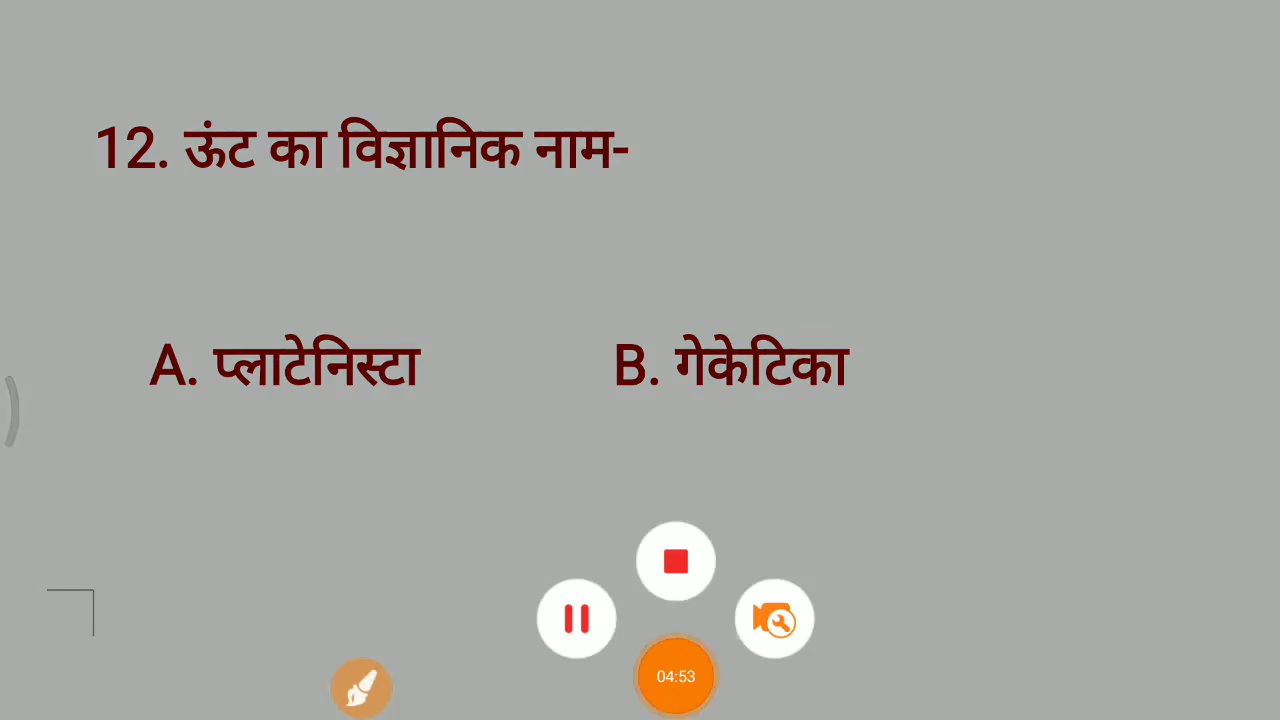 12. ऊंट का विज्ञानिक नाम-
A. प्लाटेनिस्टा B. गेकेटिका
04:53